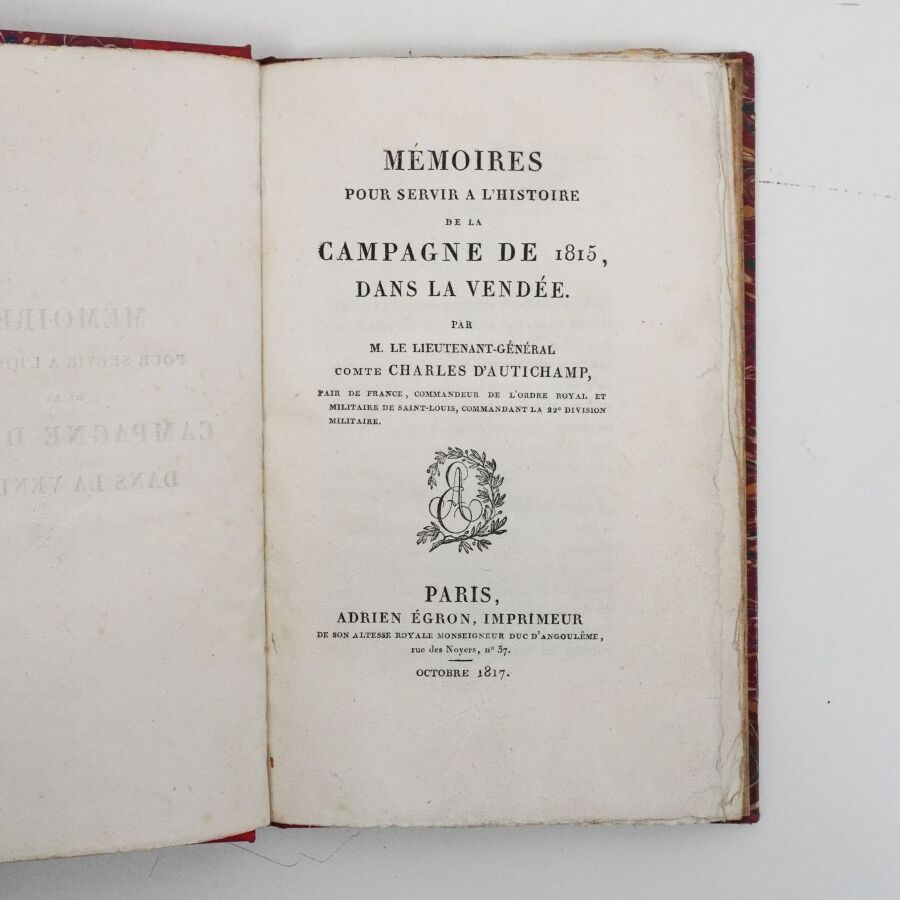 MÉMOIRES
POUR SERVIR A L'HISTOIRE
DE LA
CAMPAGNE DE 1815,
DANS LA VENDÉE.
PAR
M. LE LIEUTENANT-GÉNÉRAL
COMTE CHARLES D'AUTICHAMP,
PAIR DE FRANCE, COMMANDEUR DE L'ORDRE ROYAL ET
MILITAIRE DE SAINT-LOUIS, COMMANDANT LA 22e DIVISION
MILITAIRE.
PARIS,
ADRIEN ÉGRON, IMPRIMEUR
DE SON ALTESSE ROYALE MONSEIGNEUR DUC D'ANGOULÊME,
rue des Noyers, nº 37.
OCTOBRE 1817.